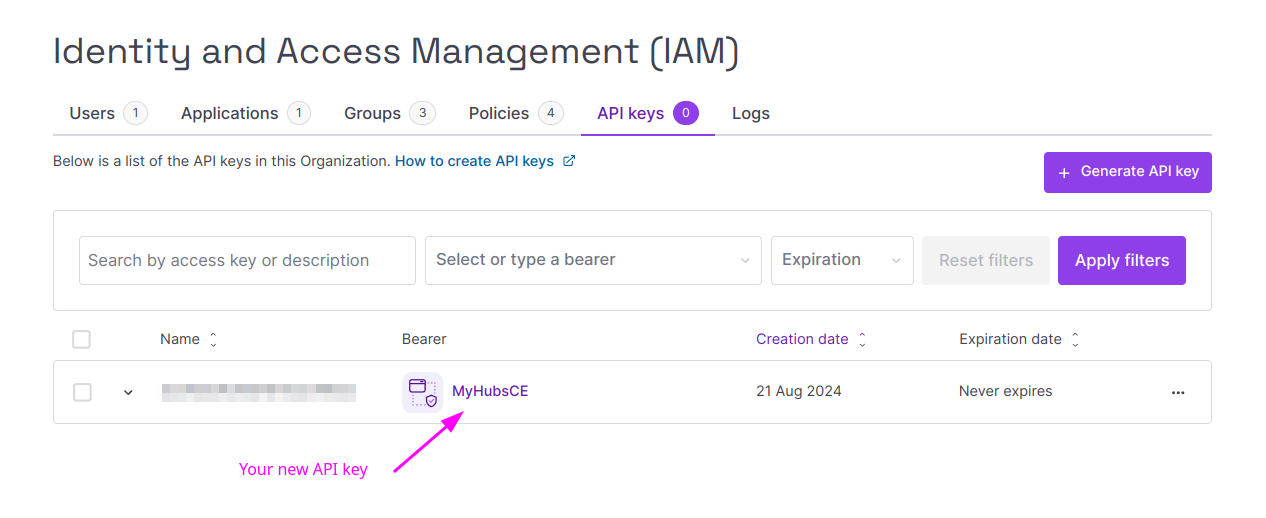 Identity and Access Management (IAM)
Users 1 Applications 1 Groups 3 Policies 4 API keys 0 Logs
Below is a list of the API keys in this Organization. How to create API keys
+ Generate API key
Search by access key or description Select or type a bearer Expiration Reset filters Apply filters
Name Bearer Creation date Expiration date
MyHubsCE 21 Aug 2024 Never expires ...
Your new API key